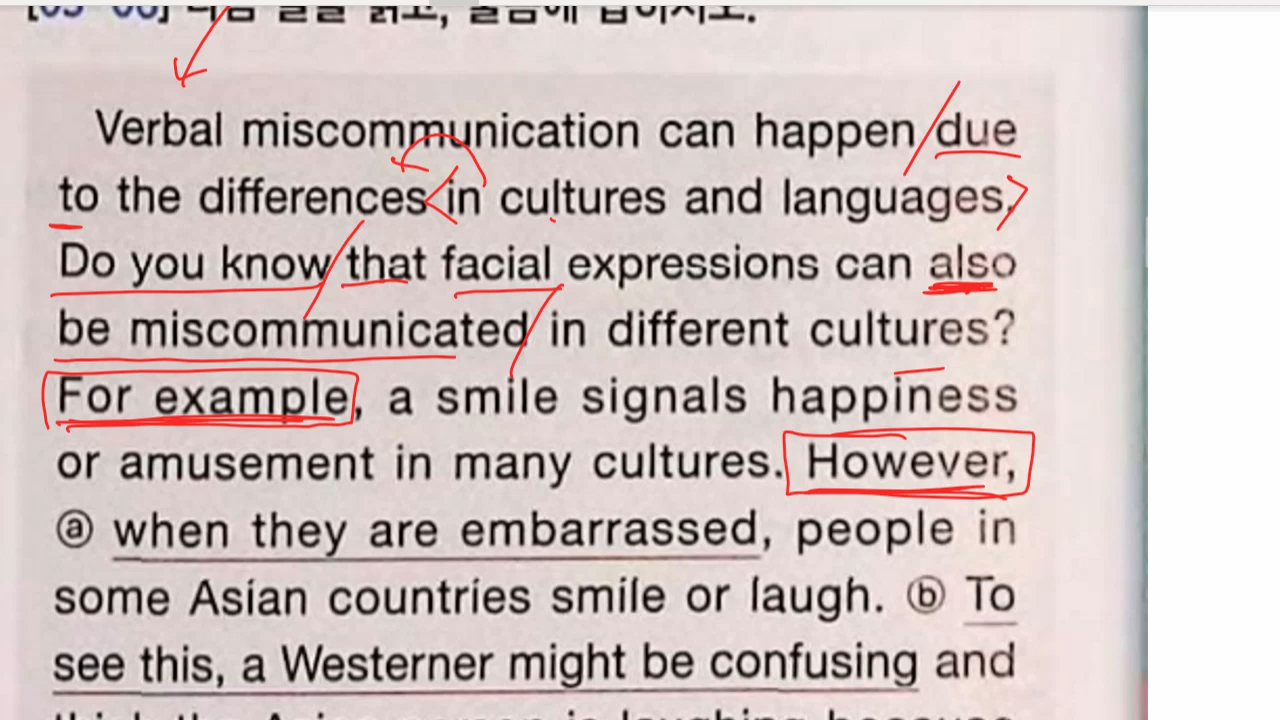 Verbal miscommunication can happen due
to the differences in cultures and languages.
Do you know that facial expressions can also
be miscommunicated in different cultures?
For example, a smile signals happiness
or amusement in many cultures. However,
ⓐ when they are embarrassed, people in
some Asian countries smile or laugh. ⓑ To
see this, a Westerner might be confusing and